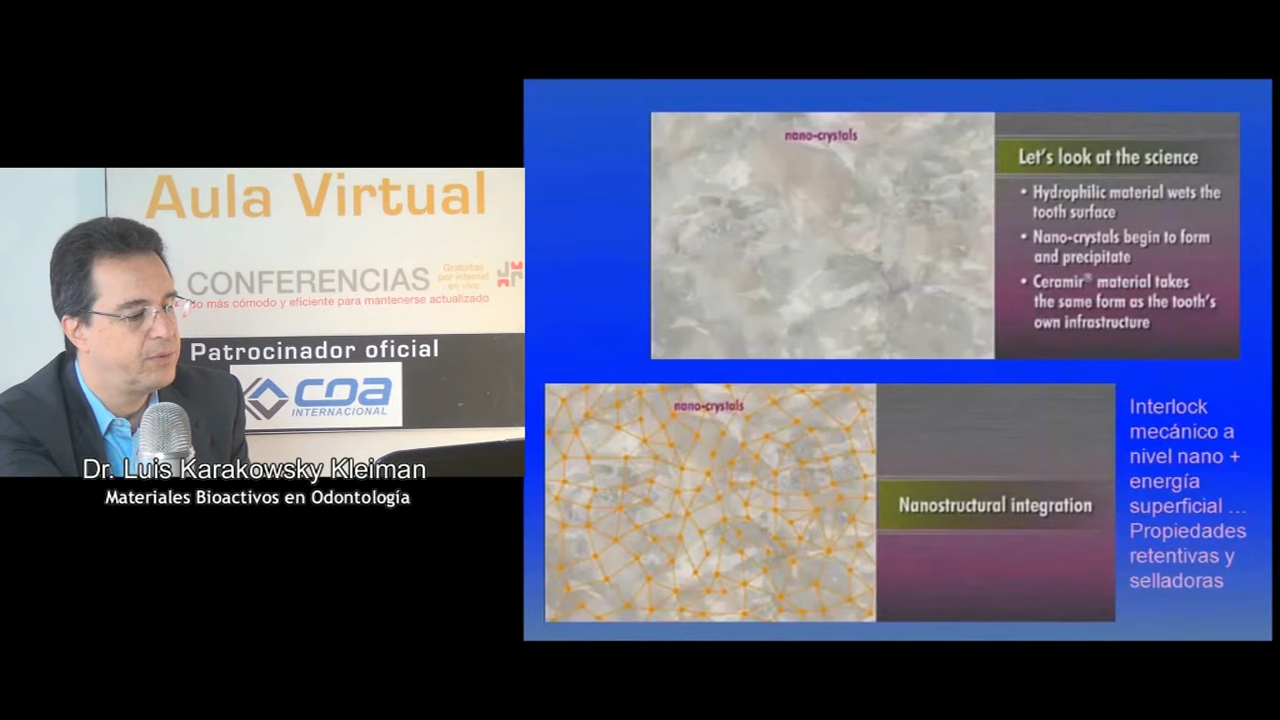 Aula Virtual
CONFERENCIAS
Gratuitas
por internet
en vivo
o más cómodo y eficiente para mantenerse actualizado
Patrocinador oficial
coa
INTERNACIONAL
Dr. Luis Karakowsky Kleiman
Materiales Bioactivos en Odontología
nano-crystals
Let's look at the science
• Hydrophilic material wets the
tooth surface
• Nano-crystals begin to form
and precipitate
• Ceramir® material takes
the same form as the tooth's
own infrastructure
nano-crystals
Nanostructural integration
Interlock
mecánico a
nivel nano +
energía
superficial ...
Propiedades
retentivas y
selladoras